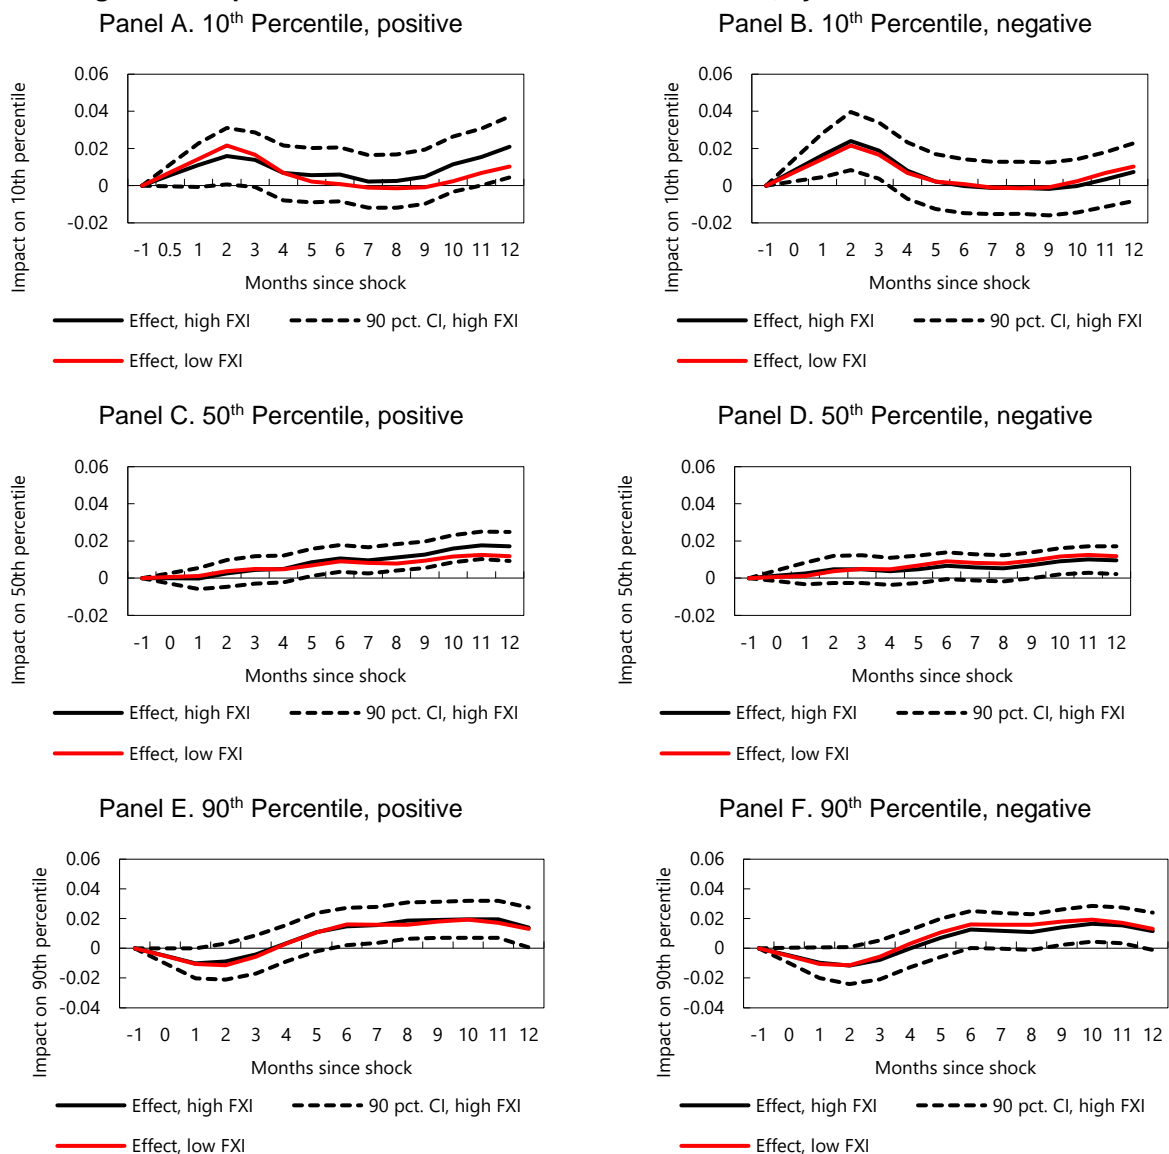 Panel A. 10th Percentile, positive
Impact on 10th percentile
0.06
0.04
0.02
0
-0.02
-1 0.5 1 2 3 4 5 6 7 8 9 10 11 12
Months since shock
Effect, high FXI
90 pct. CI, high FXI
Effect, low FXI
Panel B. 10th Percentile, negative
Impact on 10th percentile
0.06
0.04
0.02
0
-0.02
-1 0 1 2 3 4 5 6 7 8 9 10 11 12
Months since shock
Effect, high FXI
90 pct. CI, high FXI
Effect, low FXI
Panel C. 50th Percentile, positive
Impact on 50th percentile
0.06
0.04
0.02
0
-0.02
-1 0 1 2 3 4 5 6 7 8 9 10 11 12
Months since shock
Effect, high FXI
90 pct. CI, high FXI
Effect, low FXI
Panel D. 50th Percentile, negative
Impact on 50th percentile
0.06
0.04
0.02
0
-0.02
-1 0 1 2 3 4 5 6 7 8 9 10 11 12
Months since shock
Effect, high FXI
90 pct. CI, high FXI
Effect, low FXI
Panel E. 90th Percentile, positive
Impact on 90th percentile
0.06
0.04
0.02
0
-0.02
-0.04
-1 0 1 2 3 4 5 6 7 8 9 10 11 12
Months since shock
Effect, high FXI
90 pct. CI, high FXI
Effect, low FXI
Panel F. 90th Percentile, negative
Impact on 90th percentile
0.06
0.04
0.02
0
-0.02
-0.04
-1 0 1 2 3 4 5 6 7 8 9 10 11 12
Months since shock
Effect, high FXI
90 pct. CI, high FXI
Effect, low FXI